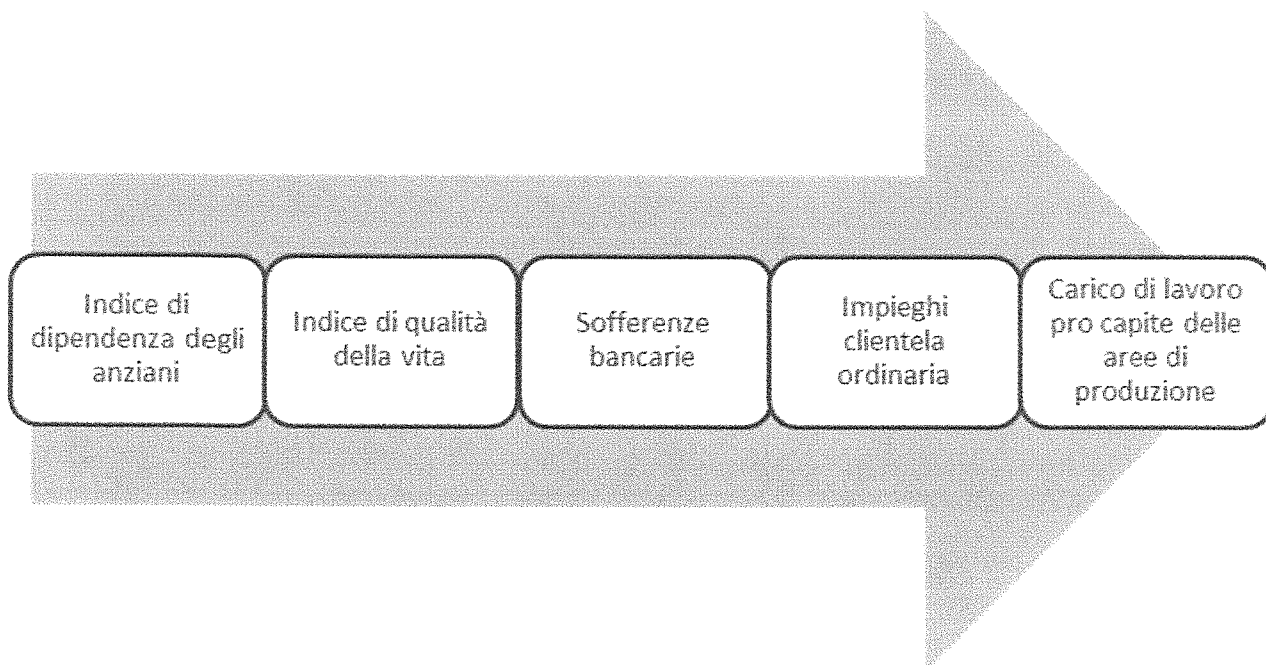 Indice di
dipendenza degli
anziani
Indice di qualità
della vita
Sofferenze
bancarie
Impieghi
clientela
ordinaria
Carico di lavoro
pro capite delle
aree di
produzione